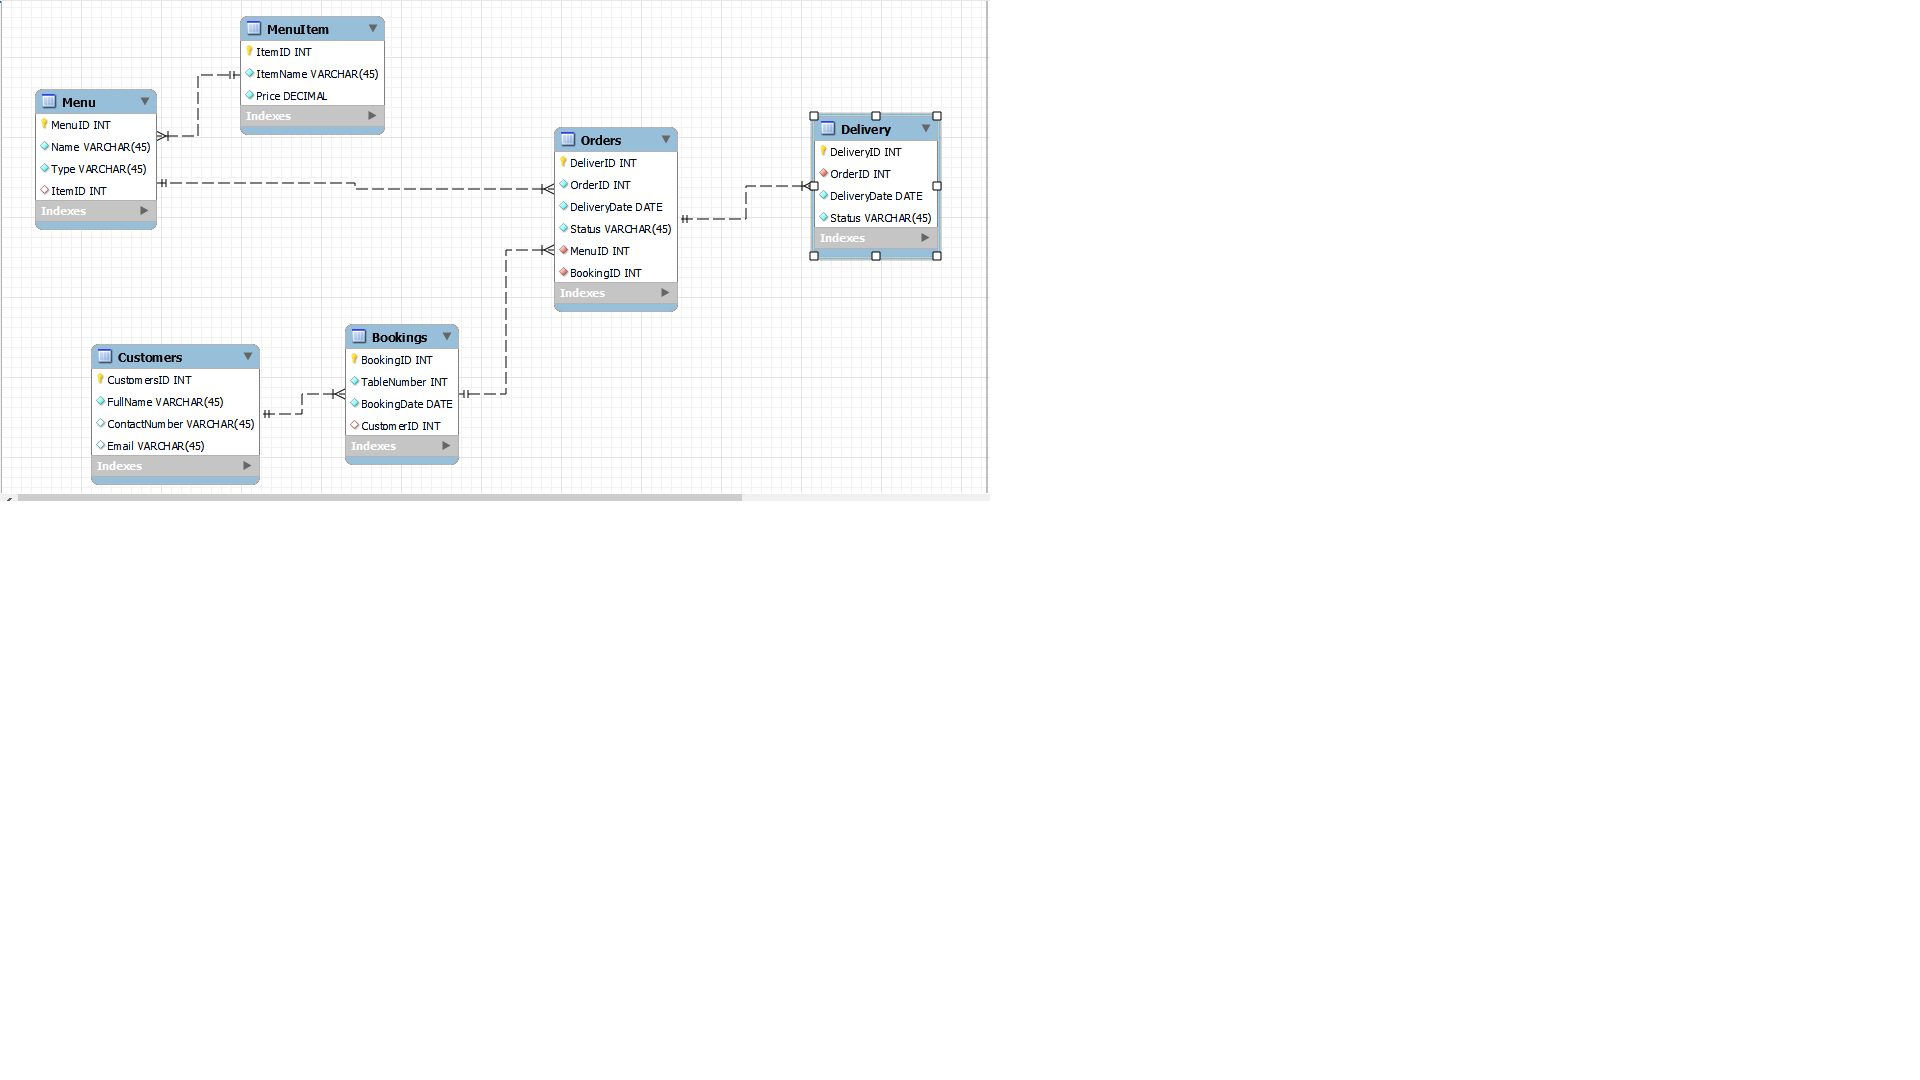 MenuItem
ItemID INT
ItemName VARCHAR(45)
Price DECIMAL
Indexes
Menu
MenuID INT
Name VARCHAR(45)
Type VARCHAR(45)
ItemID INT
Indexes
Orders
DeliverID INT
OrderID INT
DeliveryDate DATE
Status VARCHAR(45)
MenuID INT
BookingID INT
Indexes
Delivery
DeliveryID INT
OrderID INT
DeliveryDate DATE
Status VARCHAR(45)
Indexes
Customers
CustomersID INT
FullName VARCHAR(45)
ContactNumber VARCHAR(45)
Email VARCHAR(45)
Indexes
Bookings
BookingID INT
TableNumber INT
BookingDate DATE
CustomerID INT
Indexes